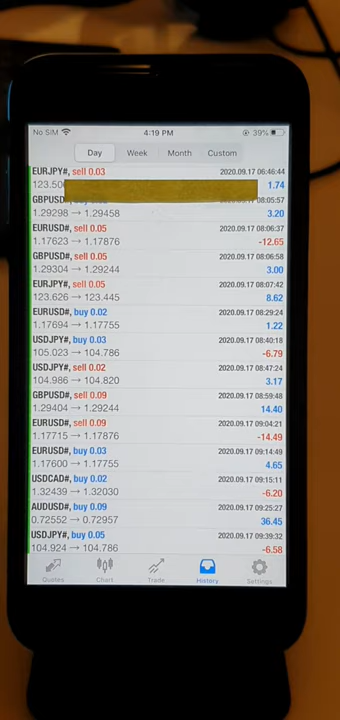 No SIM 4:19 PM 39%
Day Week Month Custom
EURJPY#, sell 0.03 2020.09.17 06:46:44
123.50 1.74
GBPUSD 08:05:57
1.29298 → 1.29458 3.20
EURUSD#, sell 0.05 2020.09.17 08:06:37
1.17623 → 1.17876 -12.65
GBPUSD#, sell 0.05 2020.09.17 08:06:58
1.29304 → 1.29244 3.00
EURJPY#, sell 0.05 2020.09.17 08:07:42
123.626 → 123.445 8.62
EURUSD#, buy 0.02 2020.09.17 08:29:24
1.17694 → 1.17755 1.22
USDJPY#, buy 0.03 2020.09.17 08:40:18
105.023 → 104.786 -6.79
USDJPY#, sell 0.02 2020.09.17 08:47:24
104.986 → 104.820 3.17
GBPUSD#, sell 0.09 2020.09.17 08:59:48
1.29404 → 1.29244 14.40
EURUSD#, sell 0.09 2020.09.17 09:04:21
1.17715 → 1.17876 -14.49
EURUSD#, buy 0.03 2020.09.17 09:14:49
1.17600 → 1.17755 4.65
USDCAD#, buy 0.02 2020.09.17 09:15:11
1.32439 → 1.32030 -6.20
AUDUSD#, buy 0.09 2020.09.17 09:25:27
0.72552 → 0.72957 36.45
USDJPY#, buy 0.05 2020.09.17 09:39:32
104.924 → 104.786 -6.58
Quotes Chart Trade History Settings